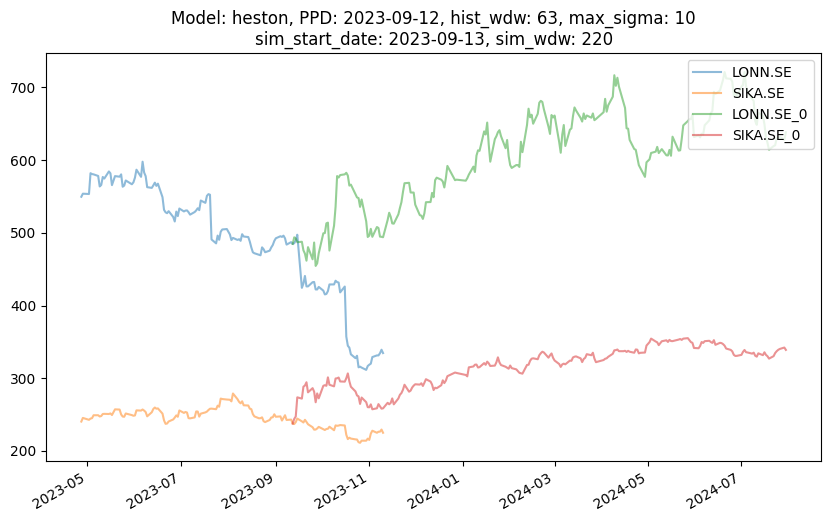 Model: heston, PPD: 2023-09-12, hist_wdw: 63, max_sigma: 10
sim_start_date: 2023-09-13, sim_wdw: 220
LONN.SE
SIKA.SE
LONN.SE_0
SIKA.SE_0
700
600
500
400
300
200
2023-05
2023-07
2023-09
2023-11
2024-01
2024-03
2024-05
2024-07